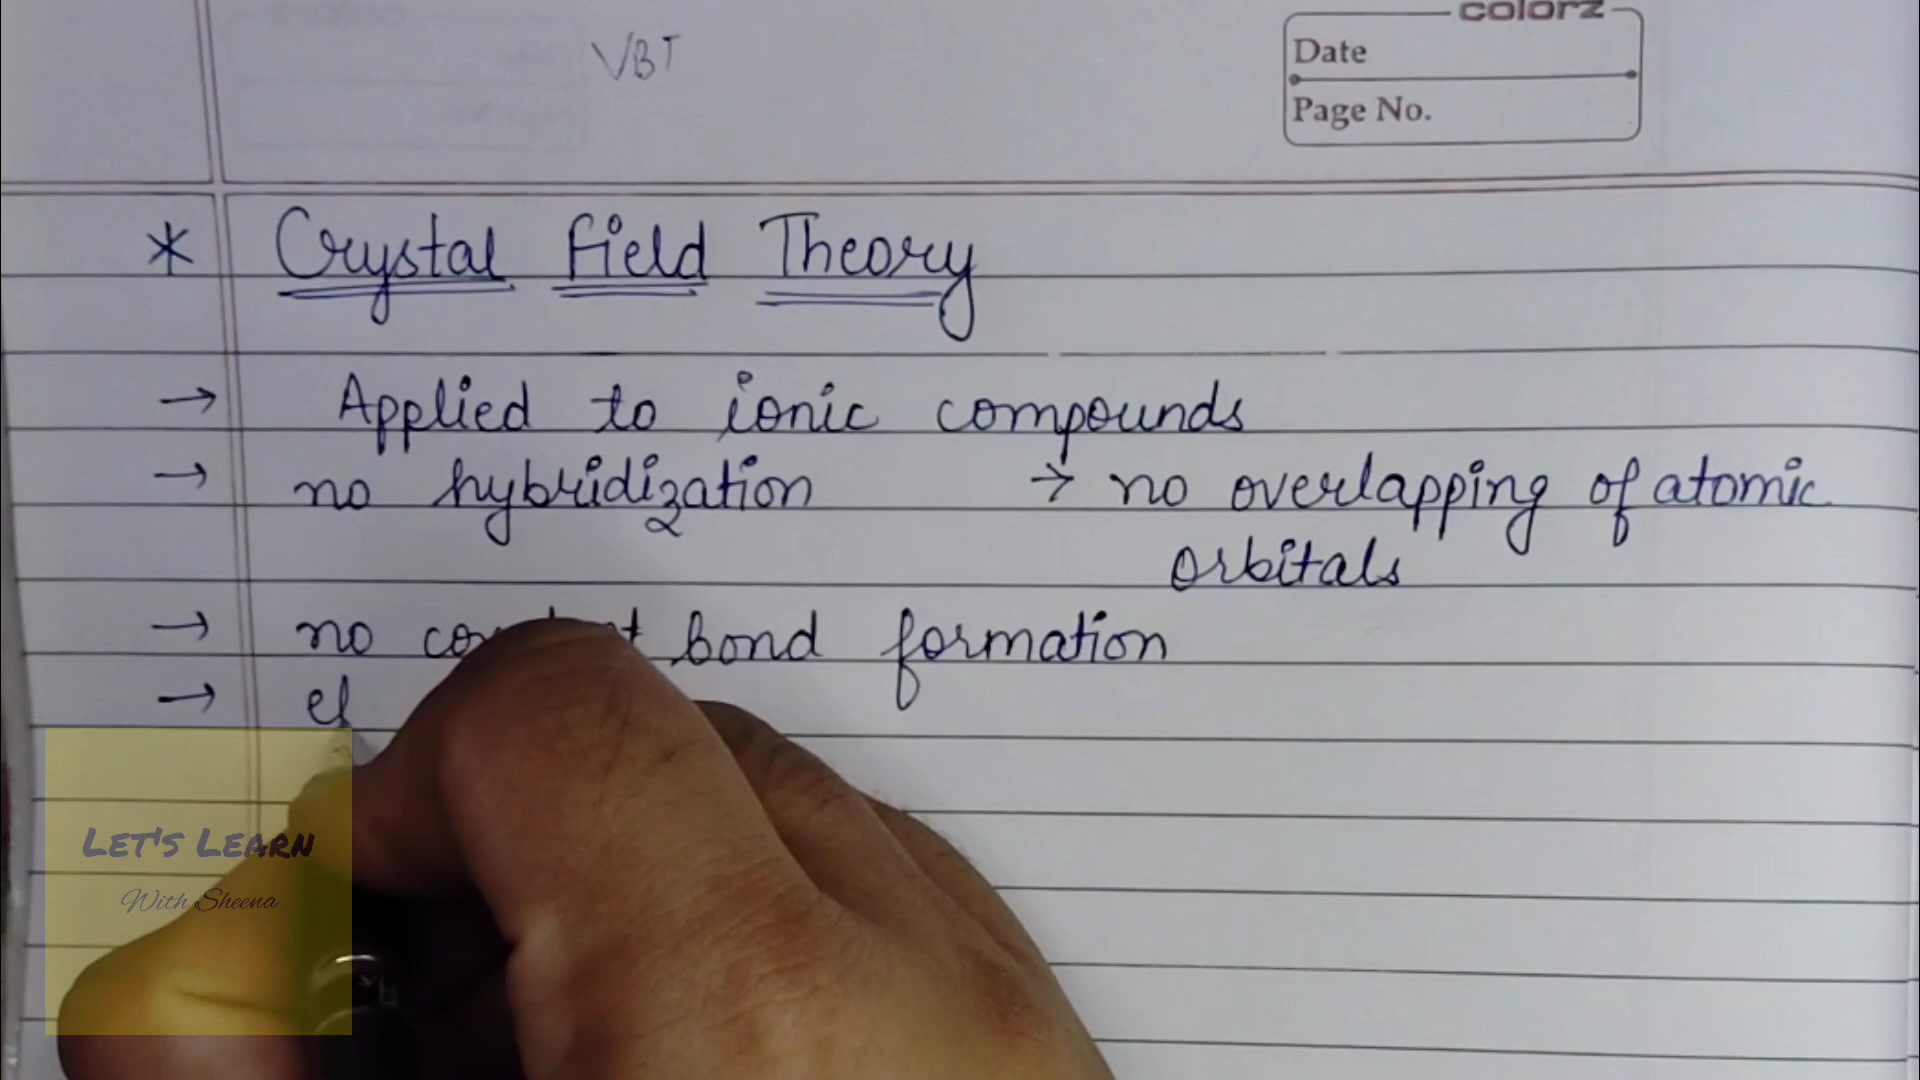 colorz
VBT
Date
Page No.
* Crystal Field Theory
→ Applied to ionic compounds
→ no hybridization → no overlapping of atomic
orbitals
→ no bond formation
→ el
LET'S LEARN
With Sheena